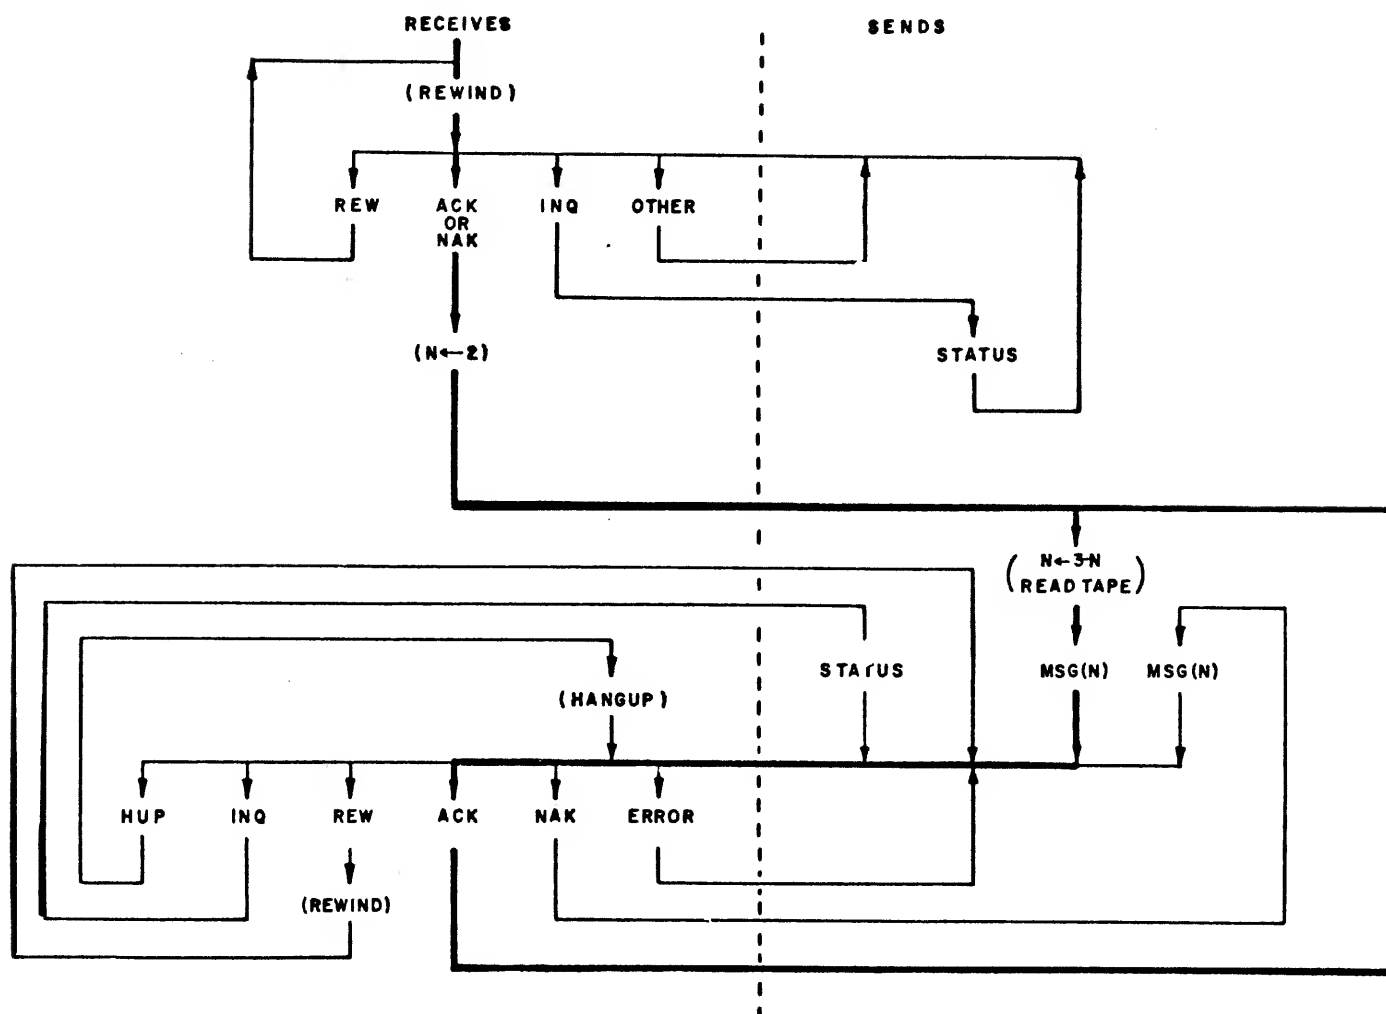 RECEIVES
SENDS
(REWIND)
REW
ACK
OR
NAK
INQ
OTHER
(N←2)
STATUS
(N←3-N
READ TAPE)
STATUS
MSG(N)
MSG(N)
(HANGUP)
HUP
INQ
REW
ACK
NAK
ERROR
(REWIND)